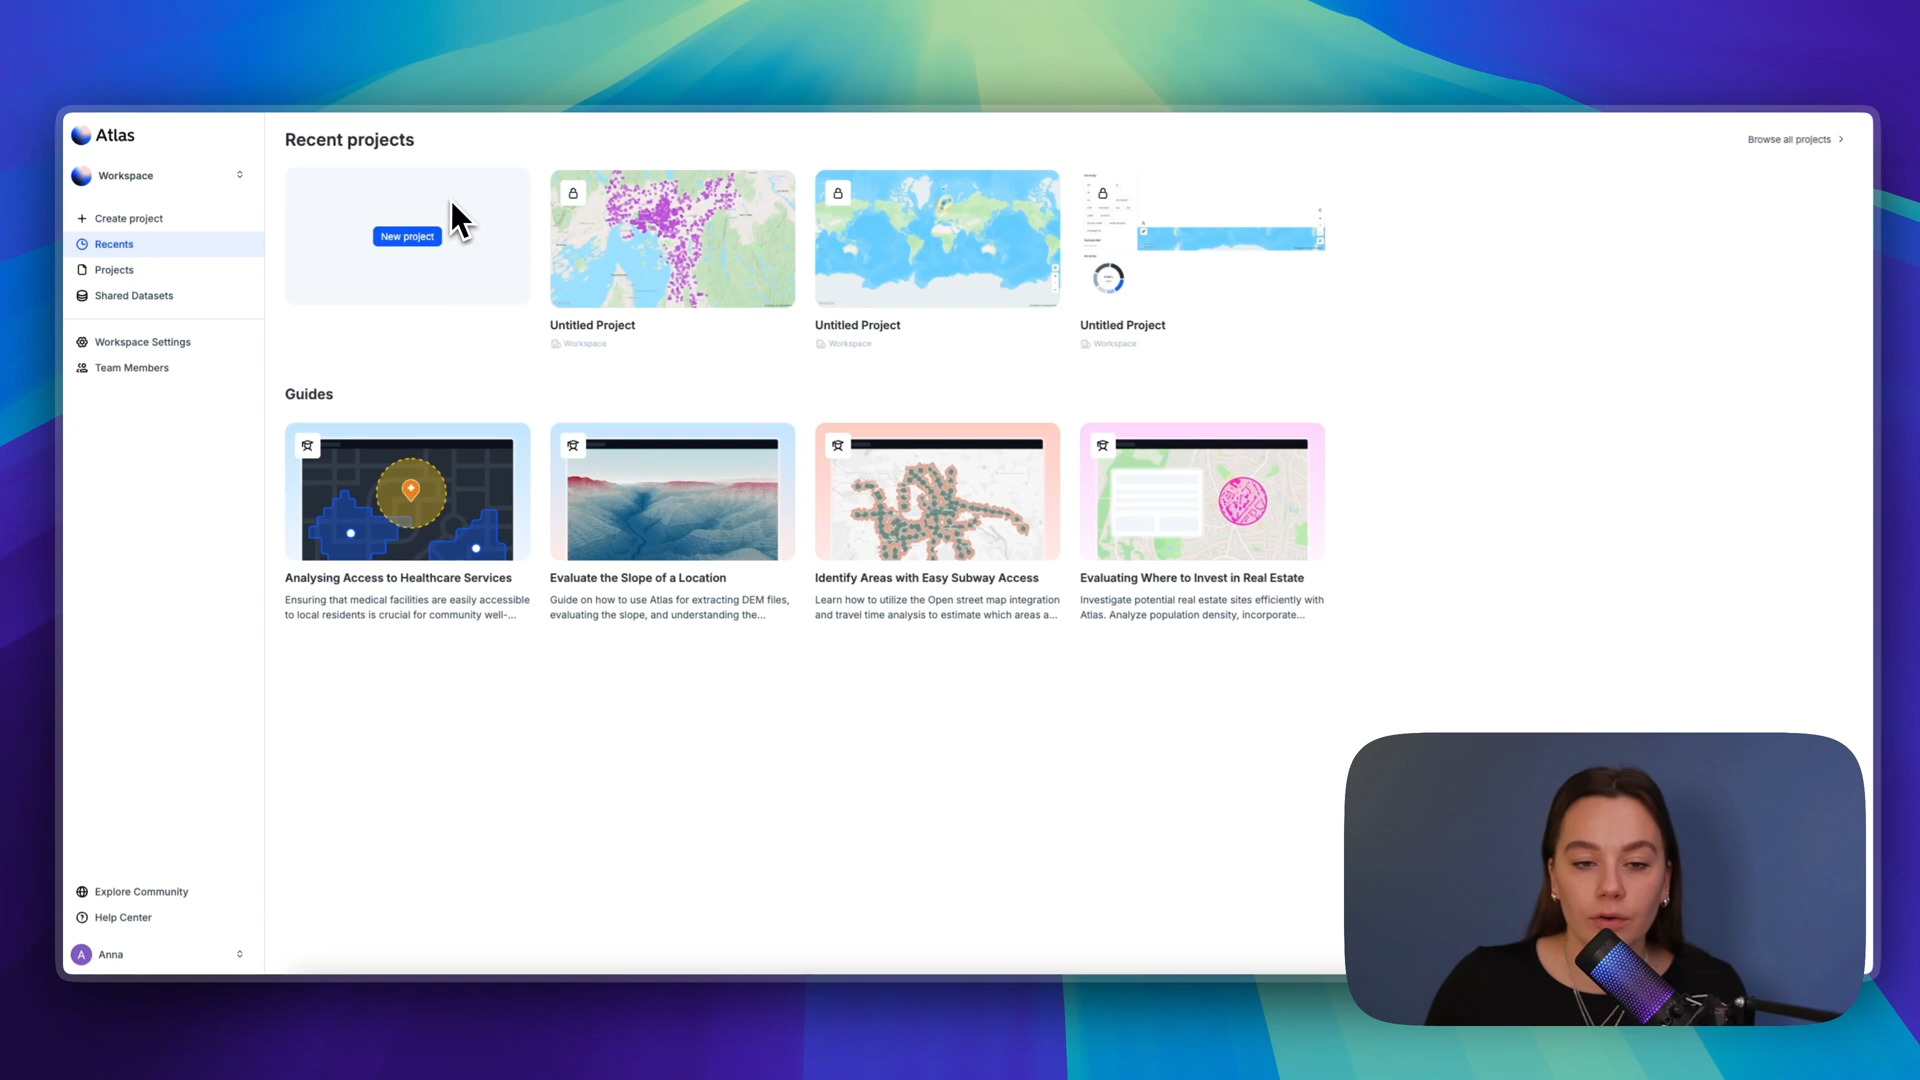 Atlas
Workspace
Create project
Recents
Projects
Shared Datasets
Workspace Settings
Team Members
Explore Community
Help Center
A
Anna
Recent projects
Browse all projects
New project
Untitled Project
Workspace
Untitled Project
Workspace
Untitled Project
Workspace
Guides
Analysing Access to Healthcare Services
Ensuring that medical facilities are easily accessible
to local residents is crucial for community well-...
Evaluate the Slope of a Location
Guide on how to use Atlas for extracting DEM files,
evaluating the slope, and understanding the...
Identify Areas with Easy Subway Access
Learn how to utilize the Open street map integration
and travel time analysis to estimate which areas a...
Evaluating Where to Invest in Real Estate
Investigate potential real estate sites efficiently with
Atlas. Analyze population density, incorporate...